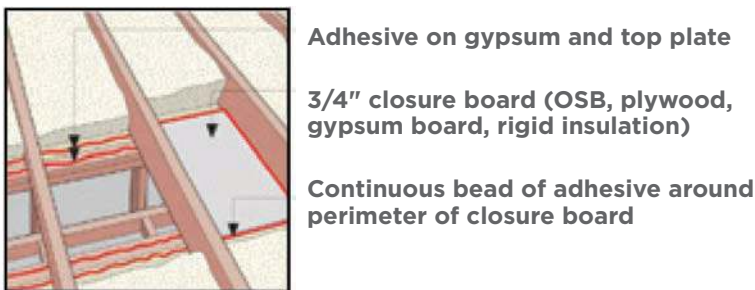 Adhesive on gypsum and top plate
3/4" closure board (OSB, plywood,
gypsum board, rigid insulation)
Continuous bead of adhesive around
perimeter of closure board